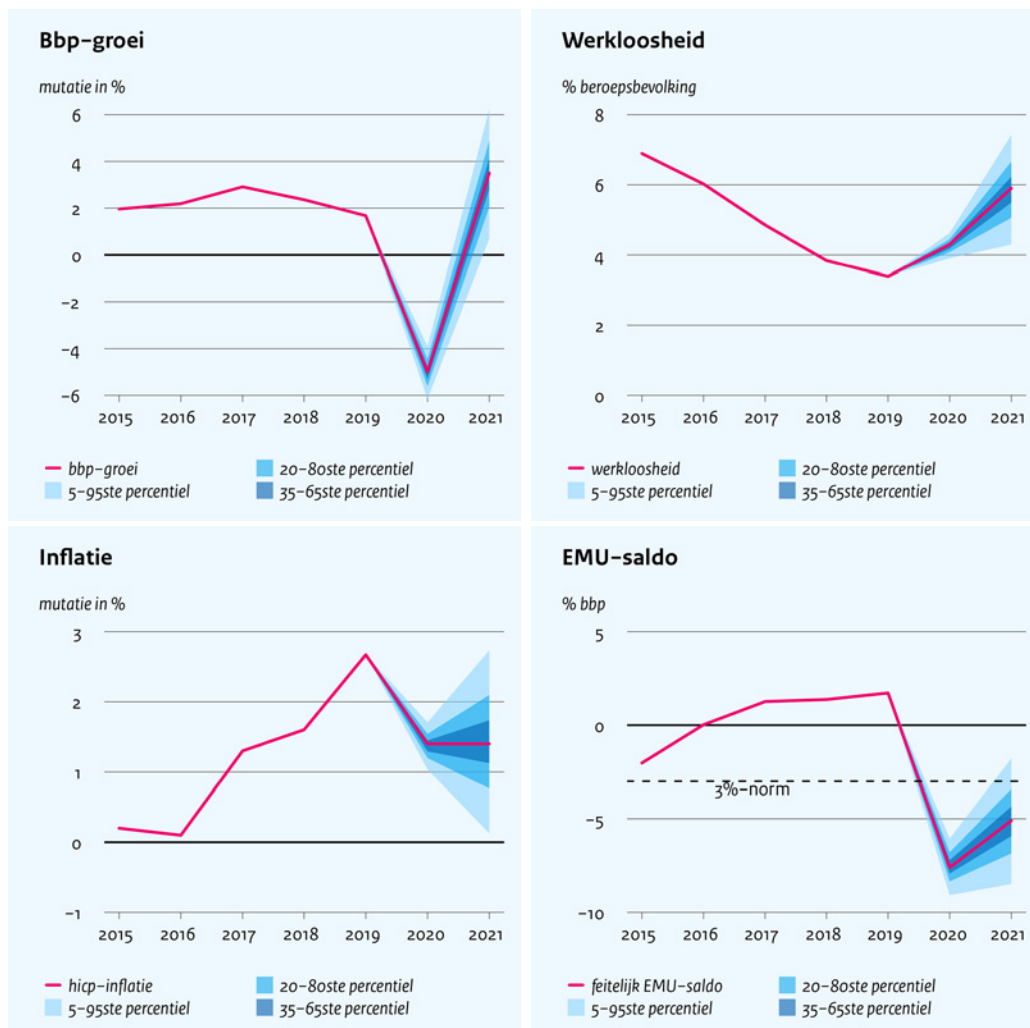 Bbp-groei
mutatie in %
6
4
2
0
-2
-4
-6
2015 2016 2017 2018 2019 2020 2021
bbp-groei
20-80ste percentiel
5-95ste percentiel
35-65ste percentiel
Werkloosheid
% beroepsbevolking
8
6
4
2
0
2015 2016 2017 2018 2019 2020 2021
werkloosheid
20-80ste percentiel
5-95ste percentiel
35-65ste percentiel
Inflatie
mutatie in %
3
2
1
0
-1
2015 2016 2017 2018 2019 2020 2021
hicp-inflatie
20-80ste percentiel
5-95ste percentiel
35-65ste percentiel
EMU-saldo
% bbp
5
0
3%-norm
-5
-10
2015 2016 2017 2018 2019 2020 2021
feitelijk EMU-saldo
20-80ste percentiel
5-95ste percentiel
35-65ste percentiel